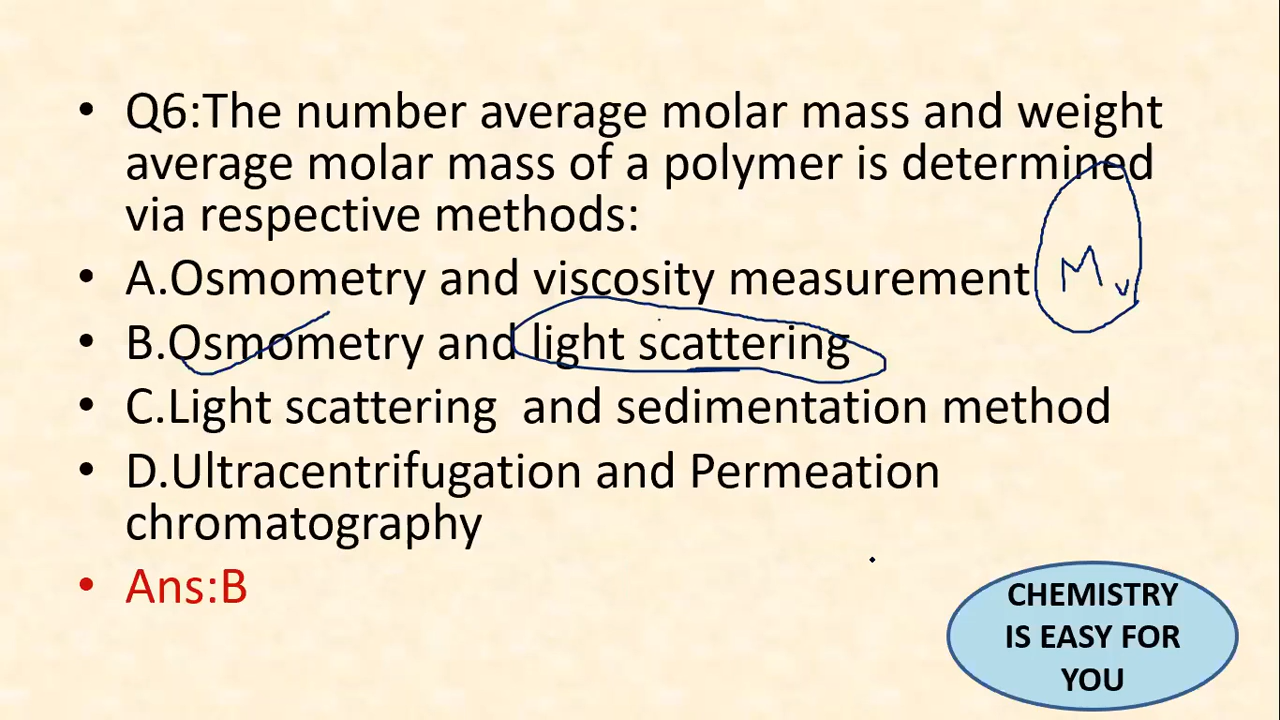 • Q6:The number average molar mass and weight
average molar mass of a polymer is determined
via respective methods:
• A.Osmometry and viscosity measurement
Mv
• B.Osmometry and light scattering
• C.Light scattering and sedimentation method
• D.Ultracentrifugation and Permeation
chromatography
• Ans:B
CHEMISTRY
IS EASY FOR
YOU